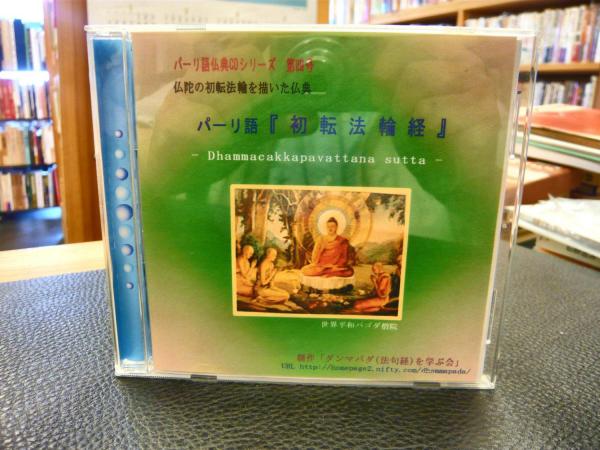 パーリ語仏典CDシリーズ 第四号
仏陀の初転法輪を描いた仏典
パーリ語『初転法輪経』
- Dhammacakkapavattana sutta -
世界平和パゴダ僧院
製作「ダンマパダ(法句経)を学ぶ会」
URL http://homepage2.nifty.com/dhammapada/